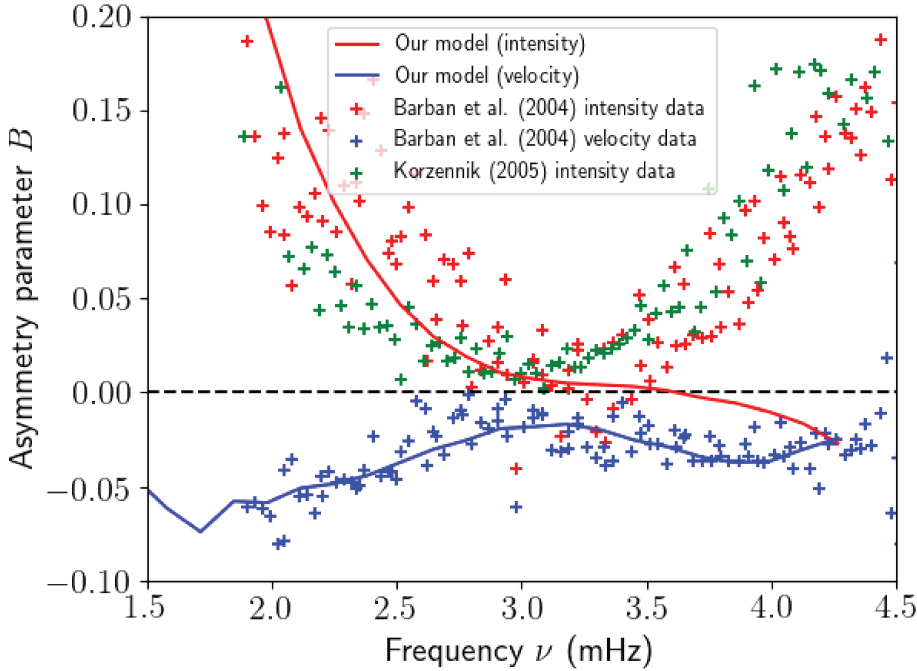 0.20
0.15
0.10
0.05
0.00
−0.05
−0.10
Asymmetry parameter B
Our model (intensity)
Our model (velocity)
Barban et al. (2004) intensity data
Barban et al. (2004) velocity data
Korzennik (2005) intensity data
1.5 2.0 2.5 3.0 3.5 4.0 4.5
Frequency ν (mHz)